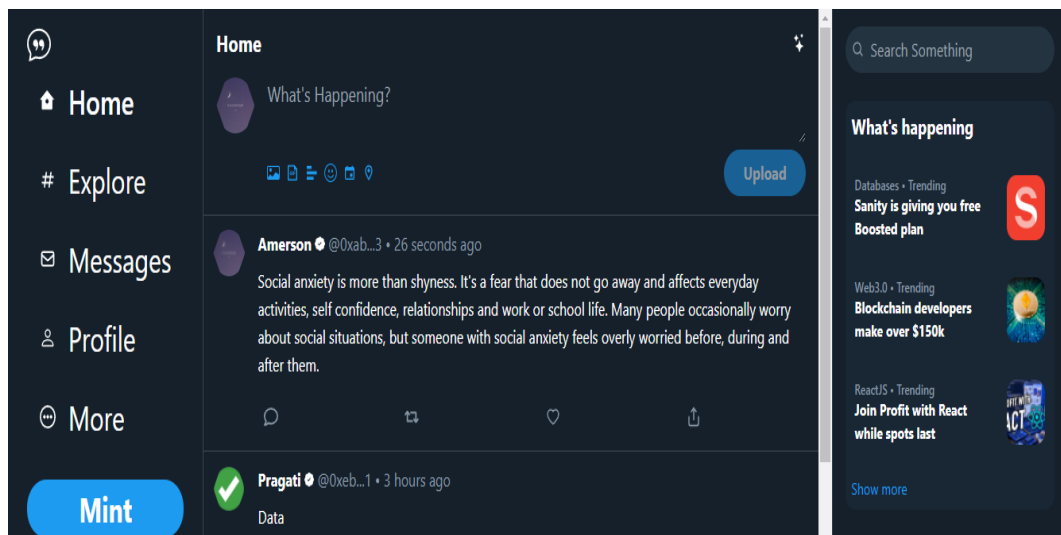 Home
Explore
Messages
Profile
More
Mint
Home
What's Happening?
Upload
Amerson @0xab...3 • 26 seconds ago
Social anxiety is more than shyness. It's a fear that does not go away and affects everyday
activities, self confidence, relationships and work or school life. Many people occasionally worry
about social situations, but someone with social anxiety feels overly worried before, during and
after them.
Pragati @0xeb...1 • 3 hours ago
Data
Search Something
What's happening
Databases • Trending
Sanity is giving you free
Boosted plan
S
Web3.0 • Trending
Blockchain developers
make over $150k
ReactJS • Trending
Join Profit with React
while spots last
Show more